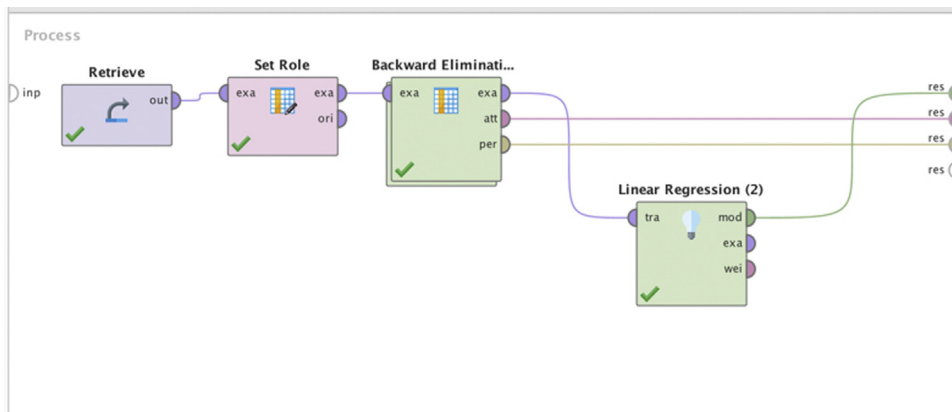 Process
inp
Retrieve
out
Set Role
exa
exa
ori
Backward Eliminati...
exa
exa
att
per
Linear Regression (2)
tra
mod
exa
wei
res
res
res
res